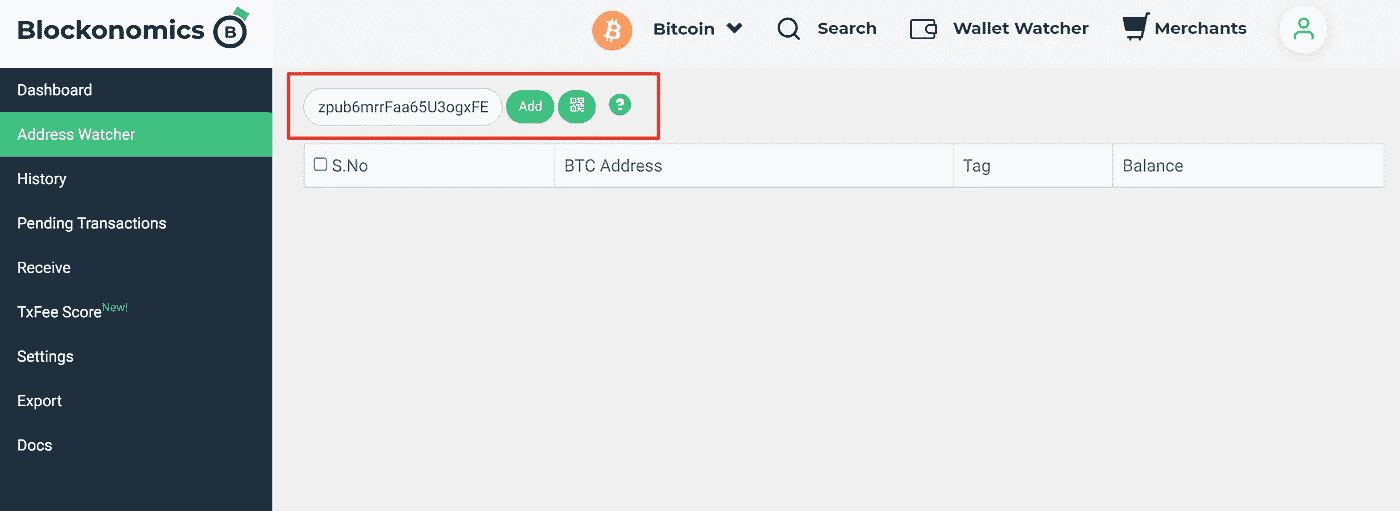 Blockonomics B
Bitcoin Search Wallet Watcher Merchants
Dashboard
Address Watcher
History
Pending Transactions
Receive
TxFee Score New!
Settings
Export
Docs
zpub6mrrFaa65U3ogxFE Add ?
S.No BTC Address Tag Balance